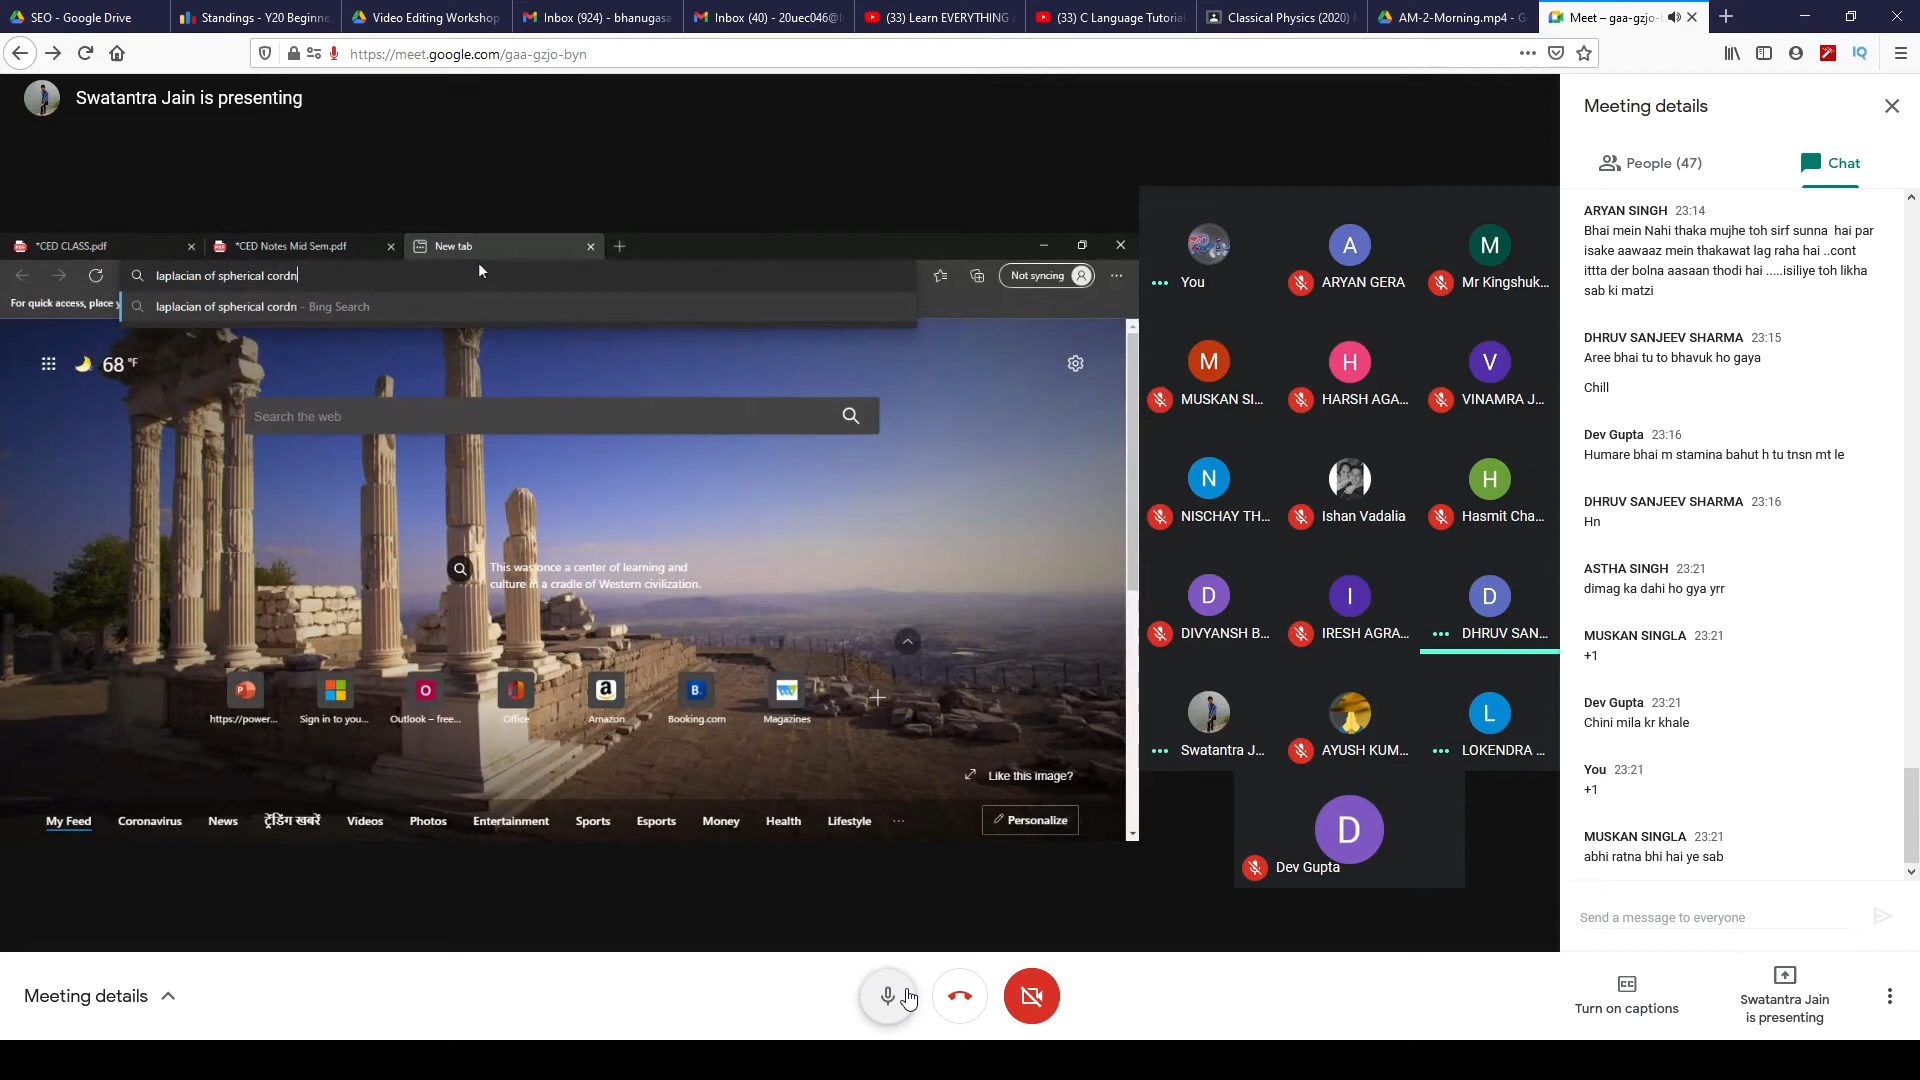 SEO - Google Drive
Standings - Y20 Beginne
Video Editing Workshop
Inbox (924) - bhanugasa
Inbox (40) - 20uec046@l
(33) Learn EVERYTHING
(33) C Language Tutorial
Classical Physics (2020)
AM-2-Morning.mp4 - G
Meet – gaa-gzjo-b
https://meet.google.com/gaa-gzjo-byn
Swatantra Jain is presenting
*CED CLASS.pdf
*CED Notes Mid Sem.pdf
New tab
laplacian of spherical cordn
Not syncing
For quick access, place y
laplacian of spherical cordn - Bing Search
68 °F
Search the web
This was once a center of learning and
culture in a cradle of Western civilization.
https://power...
Sign in to you...
Outlook – free...
Office
Amazon
Booking.com
Magazines
Like this image?
My Feed
Coronavirus
News
ट्रेंडिंग खबरें
Videos
Photos
Entertainment
Sports
Esports
Money
Health
Lifestyle
Personalize
You
A
ARYAN GERA
M
Mr Kingshuk...
M
MUSKAN SI...
H
HARSH AGA...
V
VINAMRA J...
N
NISCHAY TH...
Ishan Vadalia
H
Hasmit Cha...
D
DIVYANSH B...
I
IRESH AGRA...
D
DHRUV SAN...
Swatantra J...
AYUSH KUM...
L
LOKENDRA ...
D
Dev Gupta
Meeting details
People (47)
Chat
ARYAN SINGH 23:14
Bhai mein Nahi thaka mujhe toh sirf sunna hai par
isake aawaaz mein thakawat lag raha hai ..cont
ittta der bolna aasaan thodi hai .....isiliye toh likha
sab ki matzi
DHRUV SANJEEV SHARMA 23:15
Aree bhai tu to bhavuk ho gaya
Chill
Dev Gupta 23:16
Humare bhai m stamina bahut h tu tnsn mt le
DHRUV SANJEEV SHARMA 23:16
Hn
ASTHA SINGH 23:21
dimag ka dahi ho gya yrr
MUSKAN SINGLA 23:21
+1
Dev Gupta 23:21
Chini mila kr khale
You 23:21
+1
MUSKAN SINGLA 23:21
abhi ratna bhi hai ye sab
Send a message to everyone
Meeting details
Turn on captions
Swatantra Jain
is presenting